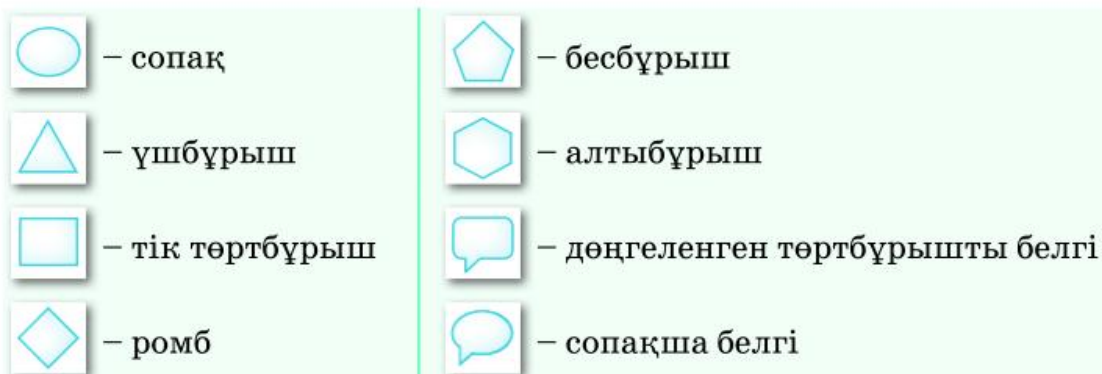 – сопақ
– үшбұрыш
– тік төртбұрыш
– ромб
– бесбұрыш
– алтыбұрыш
– дөңгеленген төртбұрышты белгі
– сопақша белгі